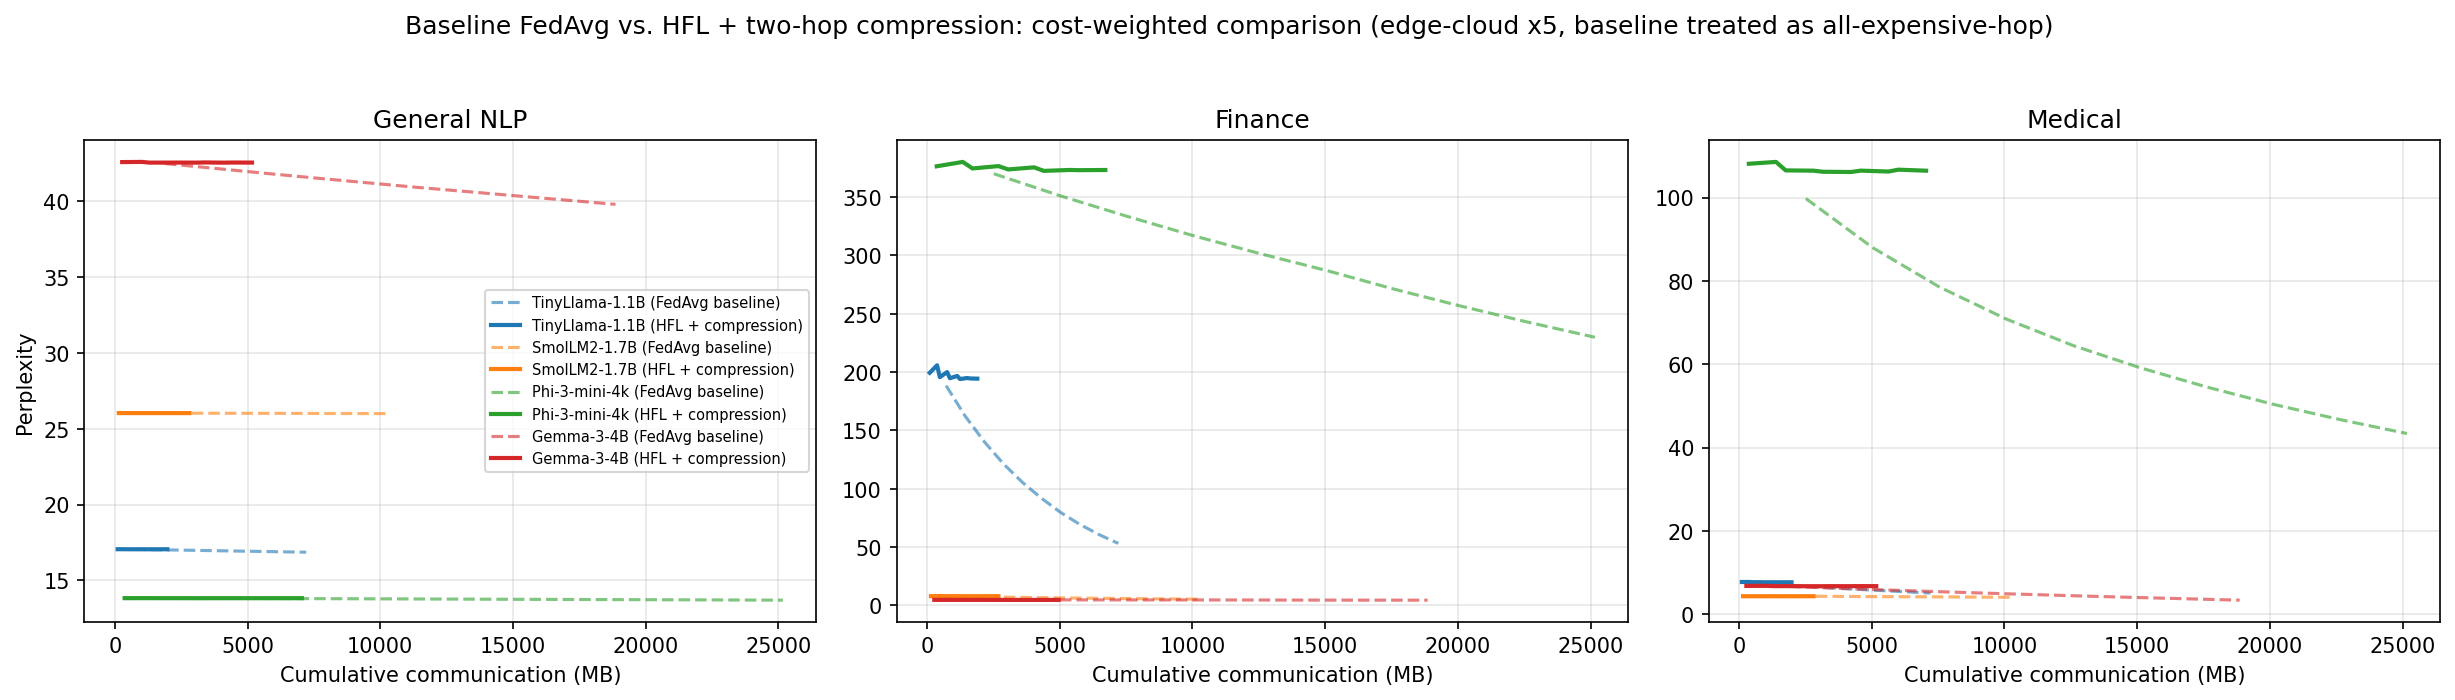 Baseline FedAvg vs. HFL + two-hop compression: cost-weighted comparison (edge-cloud x5, baseline treated as all-expensive-hop)
General NLP
Perplexity
40
35
30
25
20
15
0 5000 10000 15000 20000 25000
Cumulative communication (MB)
TinyLlama-1.1B (FedAvg baseline)
TinyLlama-1.1B (HFL + compression)
SmolLM2-1.7B (FedAvg baseline)
SmolLM2-1.7B (HFL + compression)
Phi-3-mini-4k (FedAvg baseline)
Phi-3-mini-4k (HFL + compression)
Gemma-3-4B (FedAvg baseline)
Gemma-3-4B (HFL + compression)
Finance
350
300
250
200
150
100
50
0
0 5000 10000 15000 20000 25000
Cumulative communication (MB)
Medical
100
80
60
40
20
0
0 5000 10000 15000 20000 25000
Cumulative communication (MB)